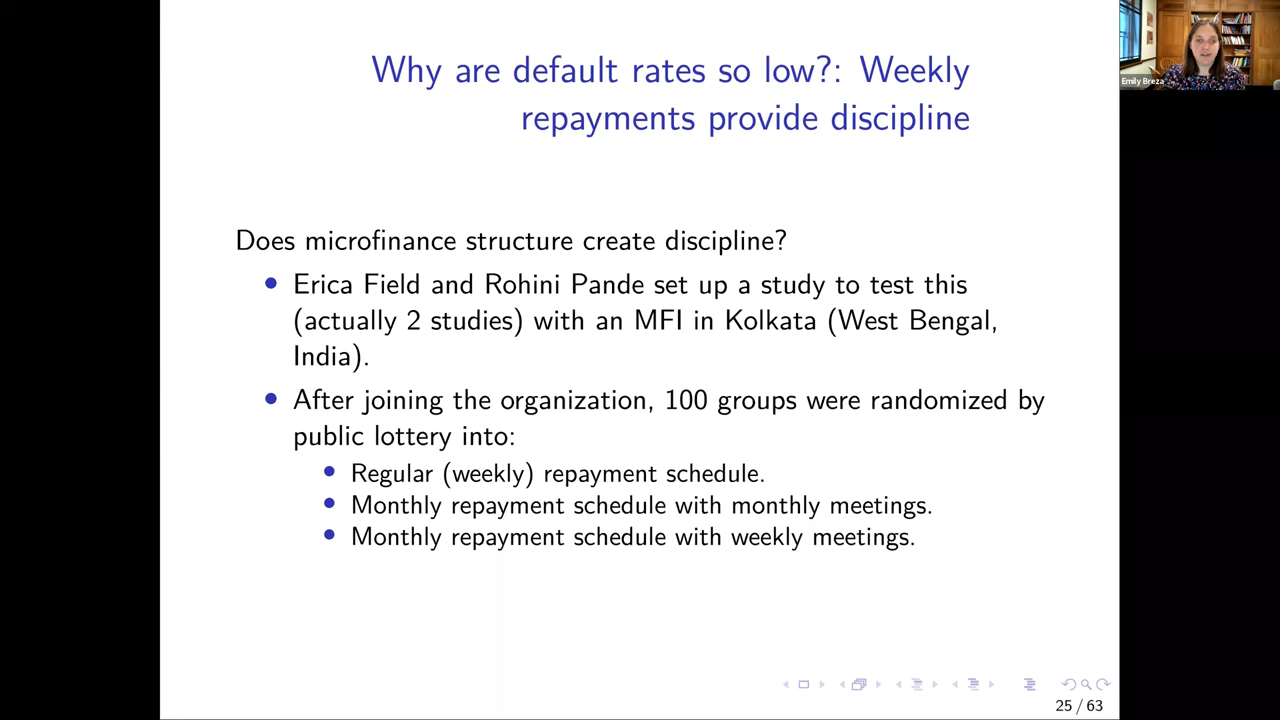 Why are default rates so low?: Weekly
repayments provide discipline
Emily Breza
Does microfinance structure create discipline?
• Erica Field and Rohini Pande set up a study to test this
(actually 2 studies) with an MFI in Kolkata (West Bengal,
India).
• After joining the organization, 100 groups were randomized by
public lottery into:
• Regular (weekly) repayment schedule.
• Monthly repayment schedule with monthly meetings.
• Monthly repayment schedule with weekly meetings.
25 / 63